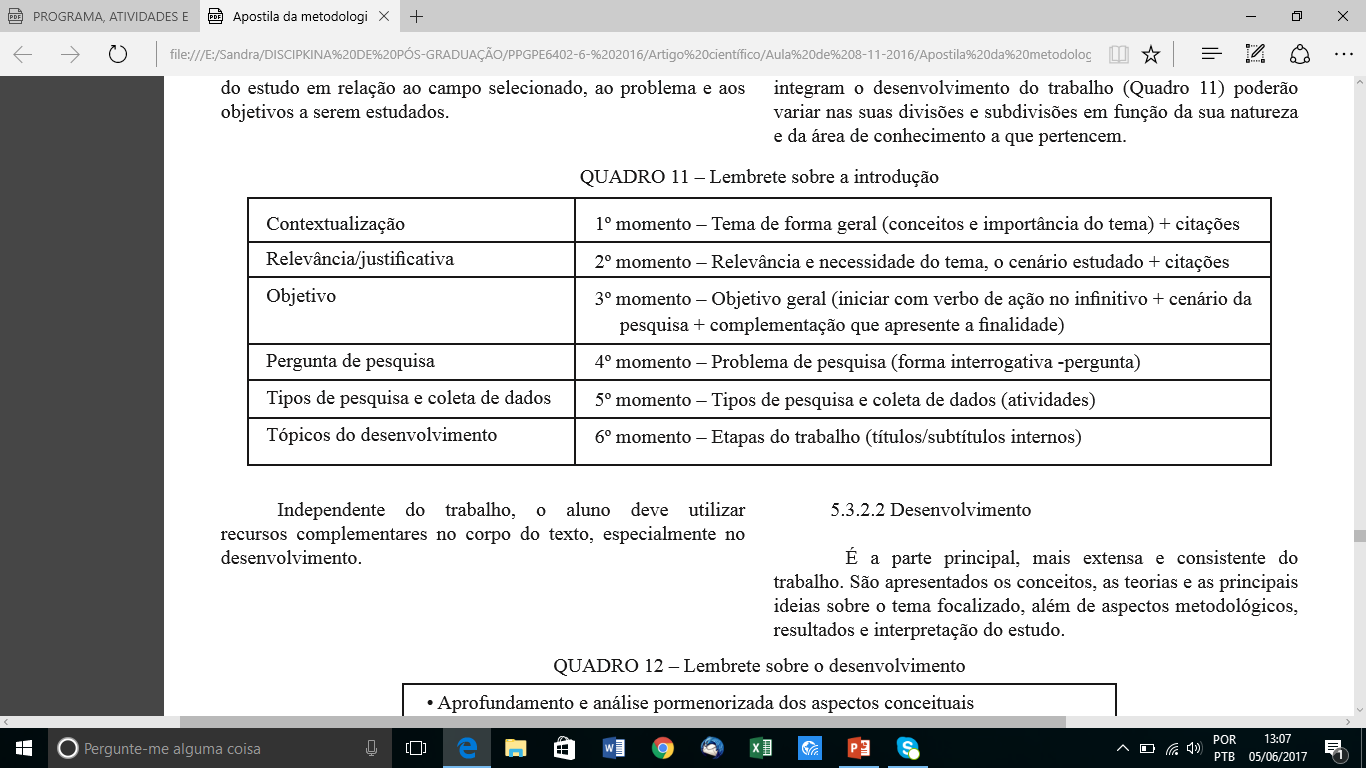 PROGRAMA, ATIVIDADES E
Apostila da metodologi
file:///E:/Sandra/DISCIPKINA%20DE%20PÓS-GRADUAÇÃO/PPGPE6402-6-%202016/Artigo%20científico/Aula%20de%208-11-2016/Apostila%20da%20metodolog
do estudo em relação ao campo selecionado, ao problema e aos
objetivos a serem estudados.
integram o desenvolvimento do trabalho (Quadro 11) poderão
variar nas suas divisões e subdivisões em função da sua natureza
e da área de conhecimento a que pertencem.
QUADRO 11 – Lembrete sobre a introdução
Contextualização
1º momento – Tema de forma geral (conceitos e importância do tema) + citações
Relevância/justificativa
2º momento – Relevância e necessidade do tema, o cenário estudado + citações
Objetivo
3º momento – Objetivo geral (iniciar com verbo de ação no infinitivo + cenário da
pesquisa + complementação que apresente a finalidade)
Pergunta de pesquisa
4º momento – Problema de pesquisa (forma interrogativa -pergunta)
Tipos de pesquisa e coleta de dados
5º momento – Tipos de pesquisa e coleta de dados (atividades)
Tópicos do desenvolvimento
6º momento – Etapas do trabalho (títulos/subtítulos internos)
Independente do trabalho, o aluno deve utilizar
recursos complementares no corpo do texto, especialmente no
desenvolvimento.
5.3.2.2 Desenvolvimento
É a parte principal, mais extensa e consistente do
trabalho. São apresentados os conceitos, as teorias e as principais
ideias sobre o tema focalizado, além de aspectos metodológicos,
resultados e interpretação do estudo.
QUADRO 12 – Lembrete sobre o desenvolvimento
• Aprofundamento e análise pormenorizada dos aspectos conceituais
Pergunte-me alguma coisa
POR
PTB
13:07
05/06/2017
1